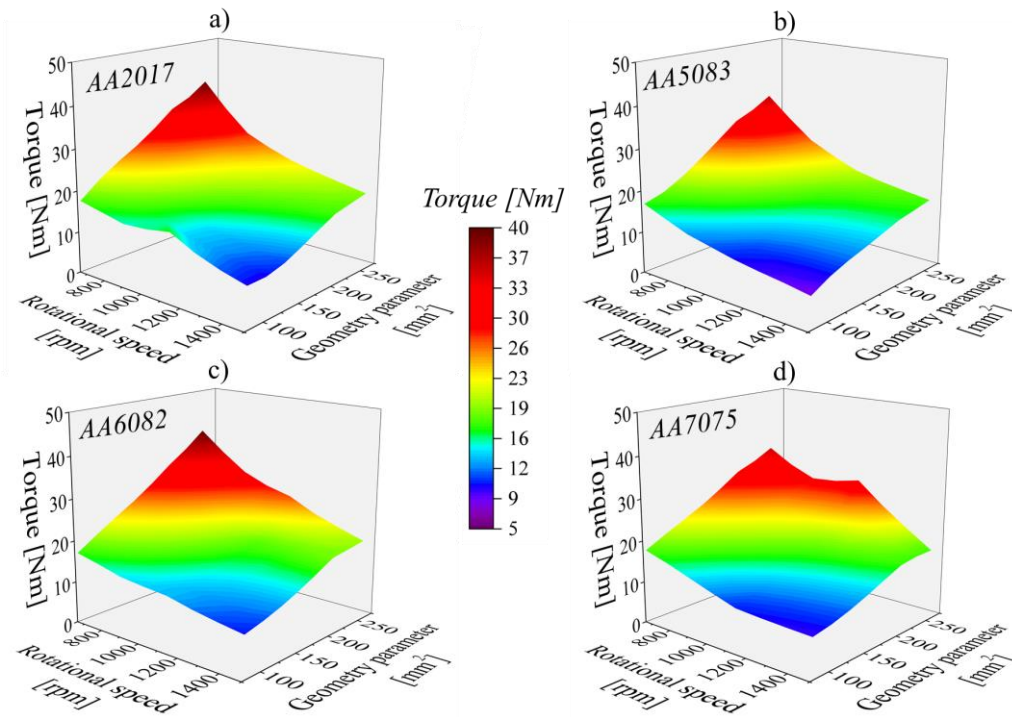 a)
AA2017
50
40
30
20
10
0
Torque [Nm]
800
1000
1200
1400
Rotational speed
[rpm]
100
150
200
250
Geometry parameter
[mm²]
b)
AA5083
50
40
30
20
10
0
Torque [Nm]
800
1000
1200
1400
Rotational speed
[rpm]
100
150
200
250
Geometry parameter
[mm²]
Torque [Nm]
40
37
33
30
26
23
19
16
12
9
5
c)
AA6082
50
40
30
20
10
0
Torque [Nm]
800
1000
1200
1400
Rotational speed
[rpm]
100
150
200
250
Geometry parameter
[mm²]
d)
AA7075
50
40
30
20
10
0
Torque [Nm]
800
1000
1200
1400
Rotational speed
[rpm]
100
150
200
250
Geometry parameter
[mm²]